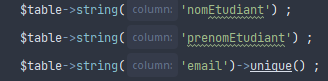 $table->string( column: 'nomEtudiant') ;
$table->string( column: 'prenomEtudiant') ;
$table->string( column: 'email')->unique() ;